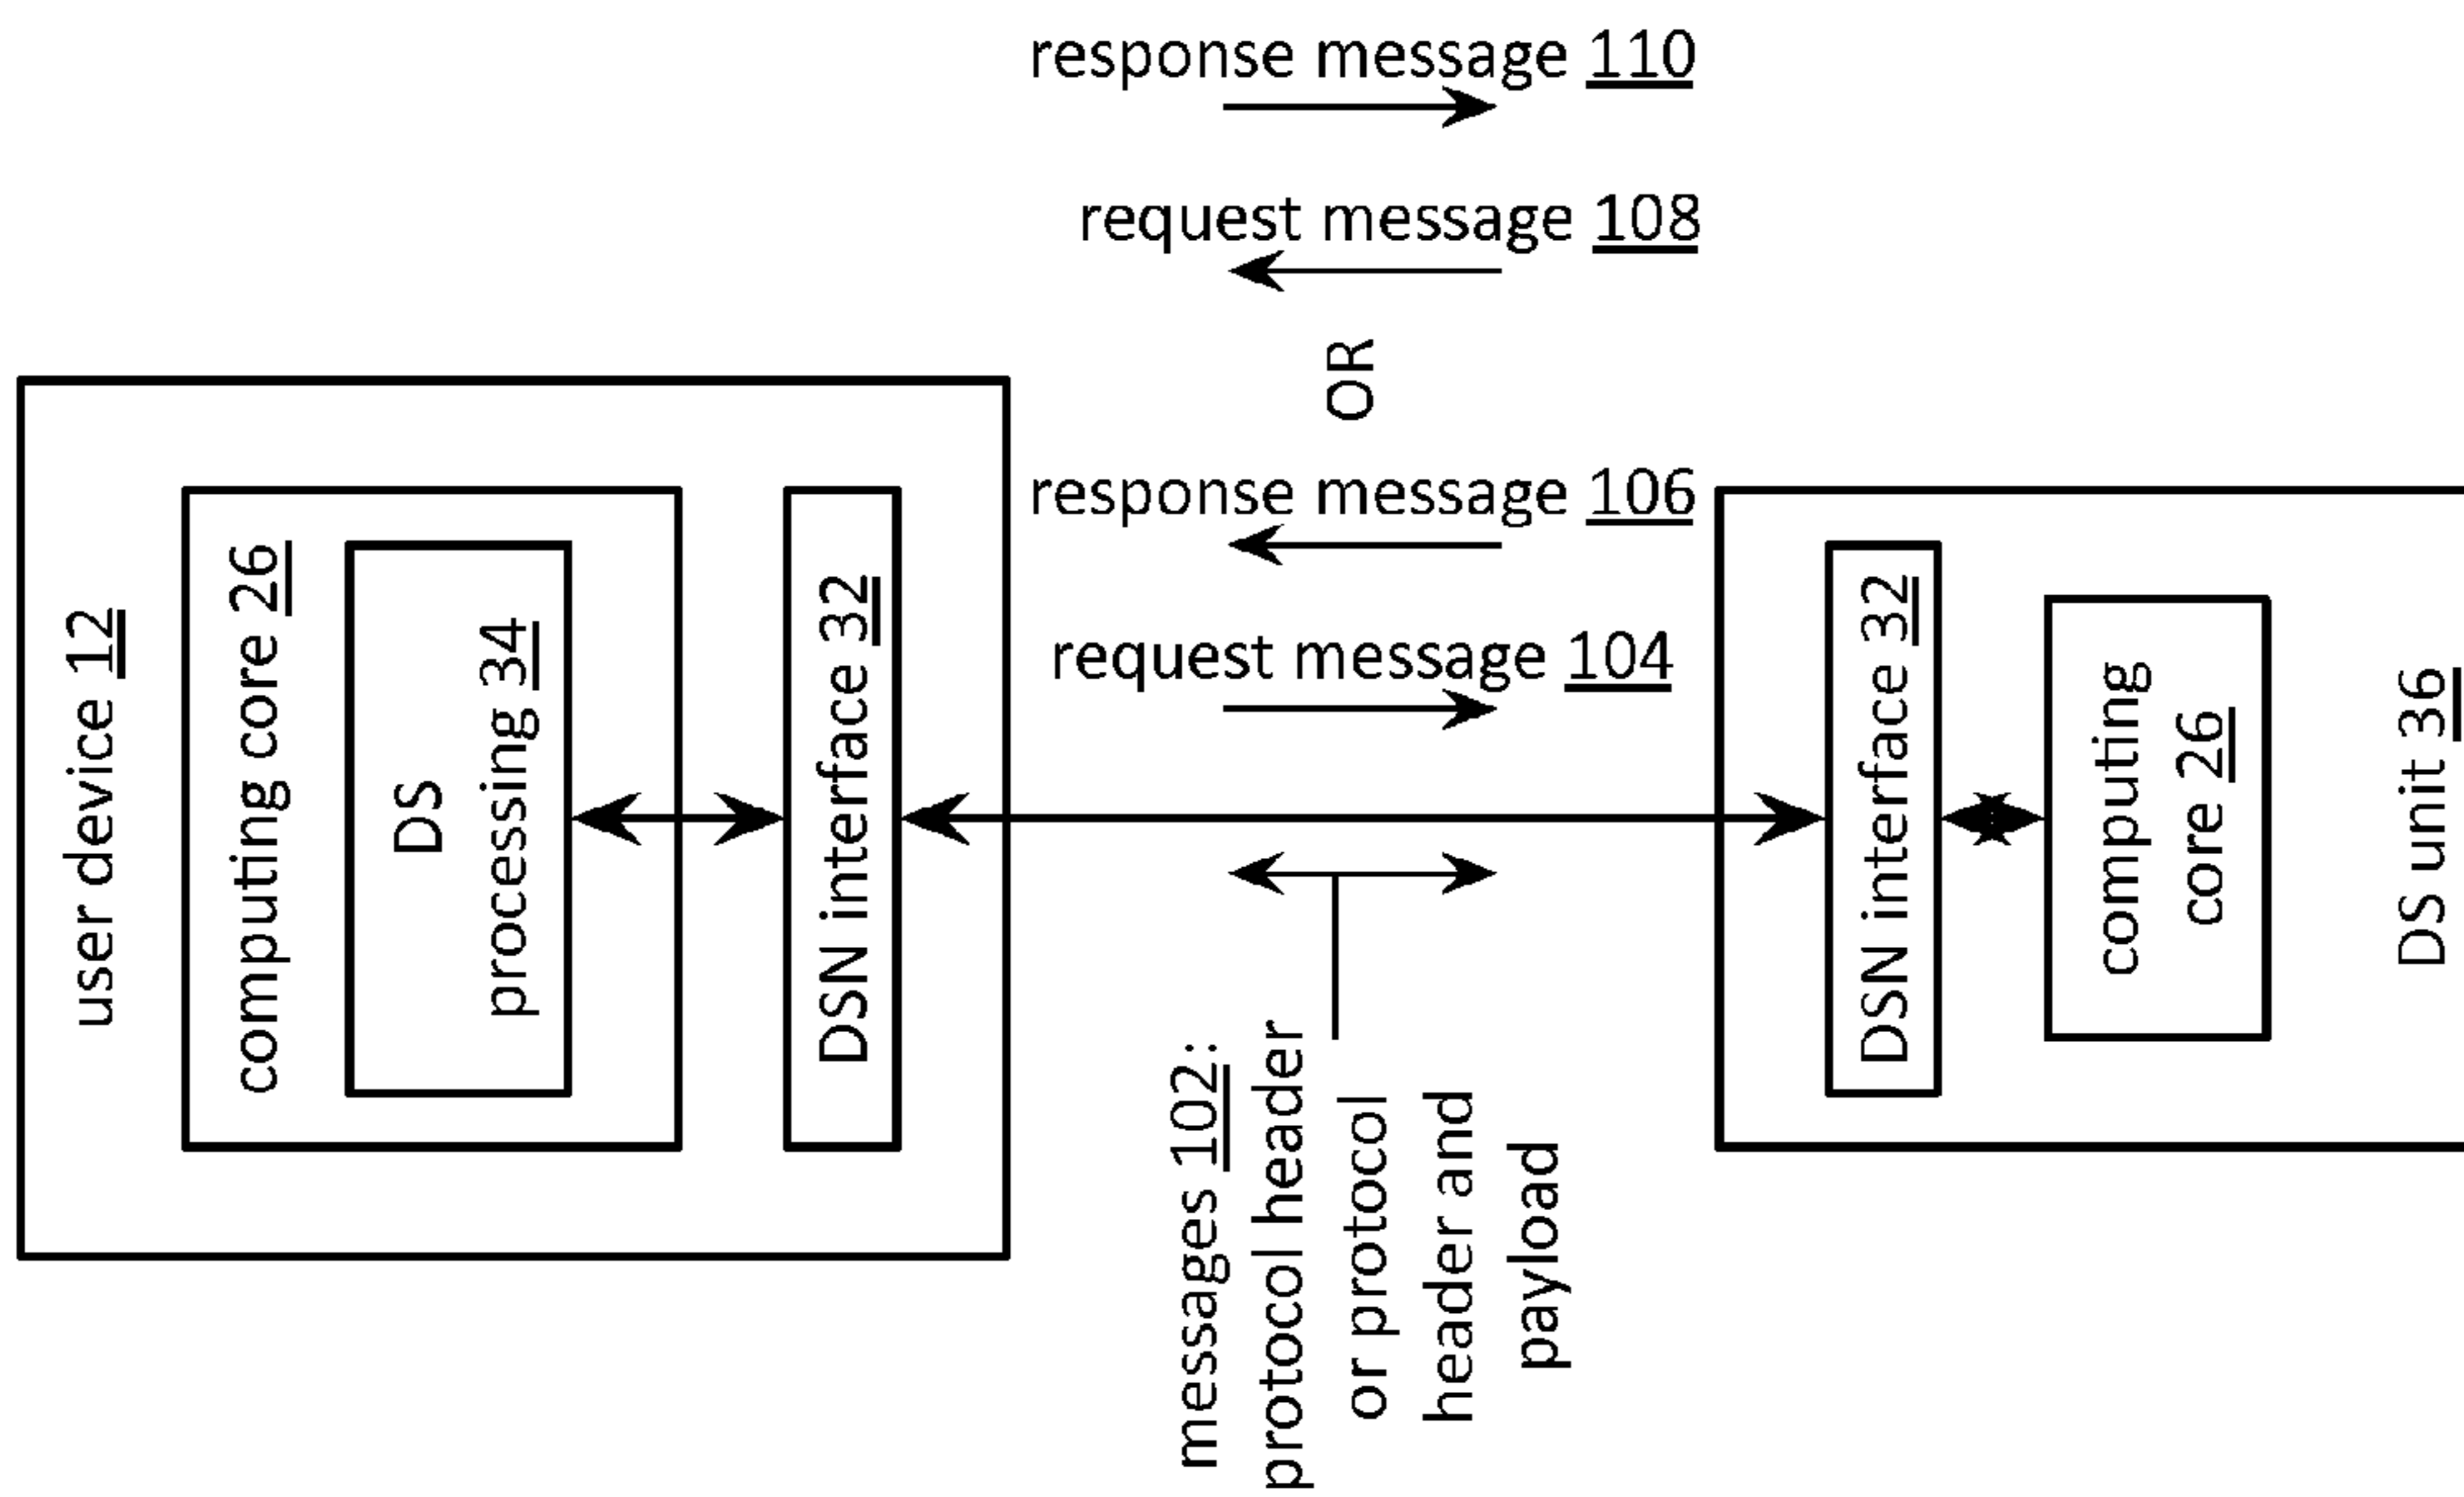 user device 12
computing core 26
DS
processing 34
DSN interface 32
response message 110
request message 108
OR
response message 106
request message 104
messages 102:
protocol header
or protocol
header and
payload
DSN interface 32
computing
core 26
DS unit 36